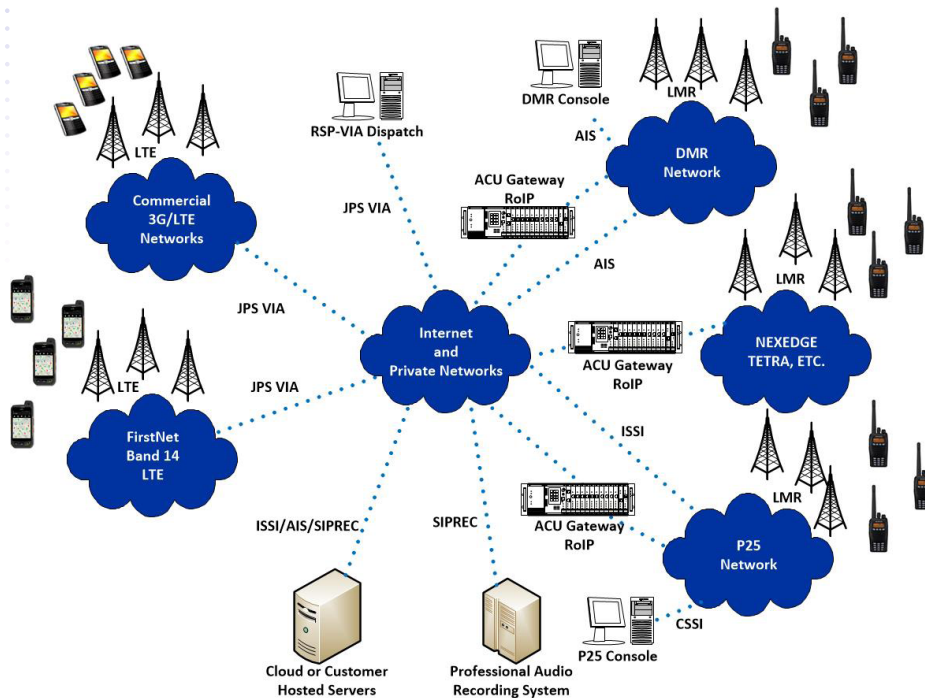 DMR Console
LMR
RSP-VIA Dispatch
LTE
AIS
DMR
Network
ACU Gateway
RoIP
Commercial
3G/LTE
Networks
JPS VIA
AIS
LMR
JPS VIA
Internet
and
Private Networks
NEXEDGE
TETRA, ETC.
ACU Gateway
RoIP
LTE
JPS VIA
FirstNet
Band 14
LTE
ISSI
LMR
ISSI/AIS/SIPREC
SIPREC
ACU Gateway
RoIP
P25
Network
CSSI
P25 Console
Cloud or Customer
Hosted Servers
Professional Audio
Recording System